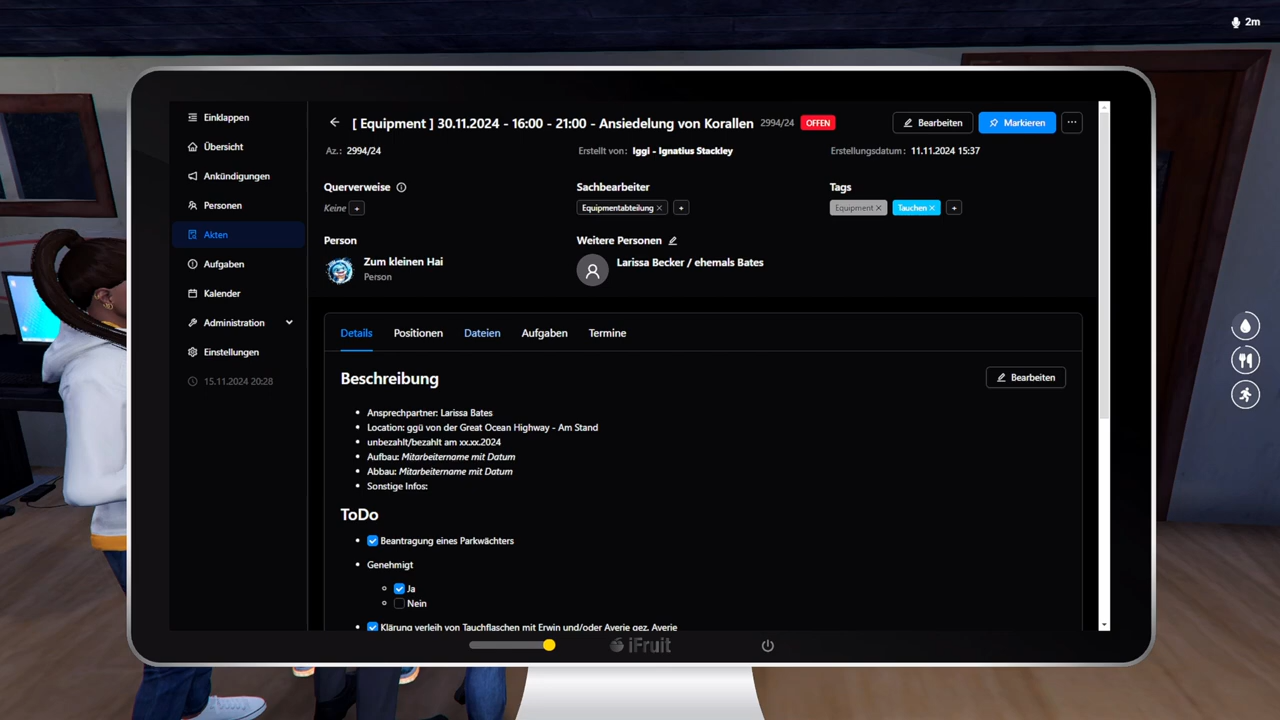 2m
Einklappen
Übersicht
Ankündigungen
Personen
Akten
Aufgaben
Kalender
Administration
Einstellungen
15.11.2024 20:28
[ Equipment ] 30.11.2024 - 16:00 - 21:00 - Ansiedelung von Korallen 2994/24 OFFEN
Bearbeiten Markieren ...
Az.: 2994/24 Erstellt von: Iggi - Ignatius Stackley Erstellungsdatum: 11.11.2024 15:37
Querverweise Sachbearbeiter Tags
Keine + Equipmentabteilung × + Equipment × Tauchen × +
Person Weitere Personen
Zum kleinen Hai Larissa Becker / ehemals Bates
Person
Details Positionen Dateien Aufgaben Termine
Beschreibung Bearbeiten
• Ansprechpartner: Larissa Bates
• Location: ggü von der Great Ocean Highway - Am Stand
• unbezahlt/bezahlt am xx.xx.2024
• Aufbau: Mitarbeitername mit Datum
• Abbau: Mitarbeitername mit Datum
• Sonstige Infos:
ToDo
• Beantragung eines Parkwächters
• Genehmigt
Ja
Nein
• Klärung verleih von Tauchflaschen mit Erwin und/oder Averie gez. Averie
iFruit